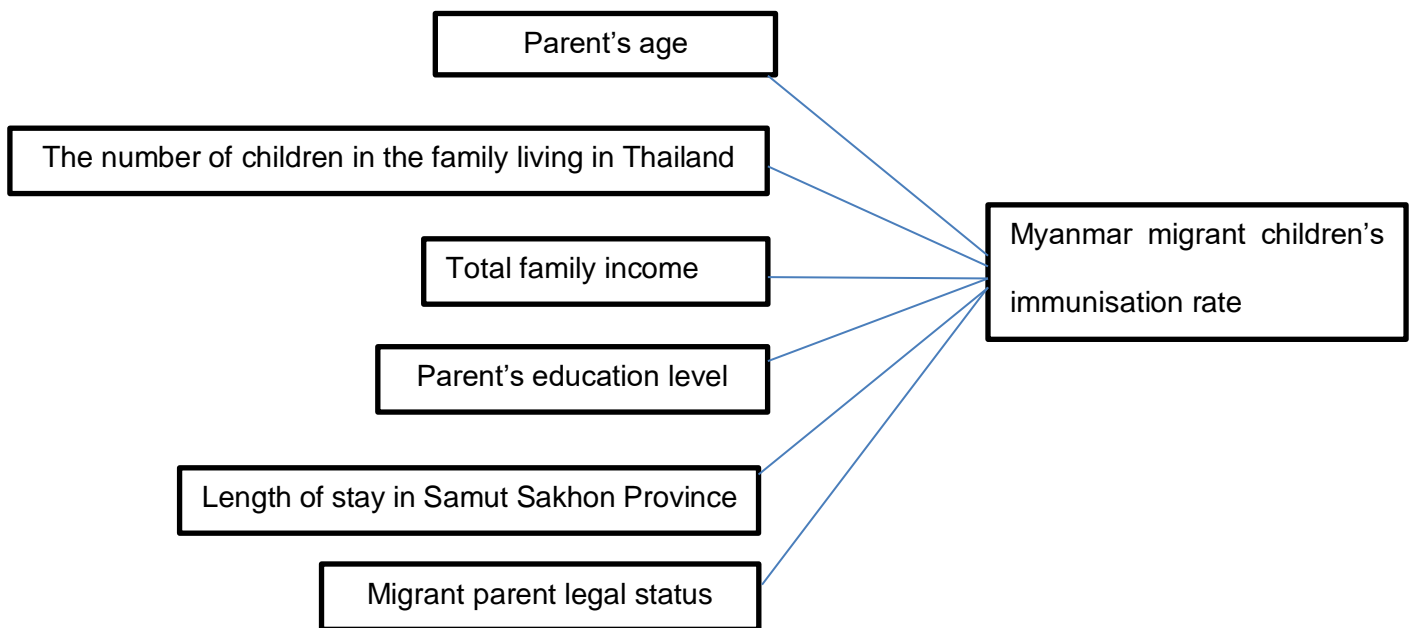 Parent’s age
The number of children in the family living in Thailand
Total family income
Parent’s education level
Length of stay in Samut Sakhon Province
Migrant parent legal status
Myanmar migrant children’s
immunisation rate